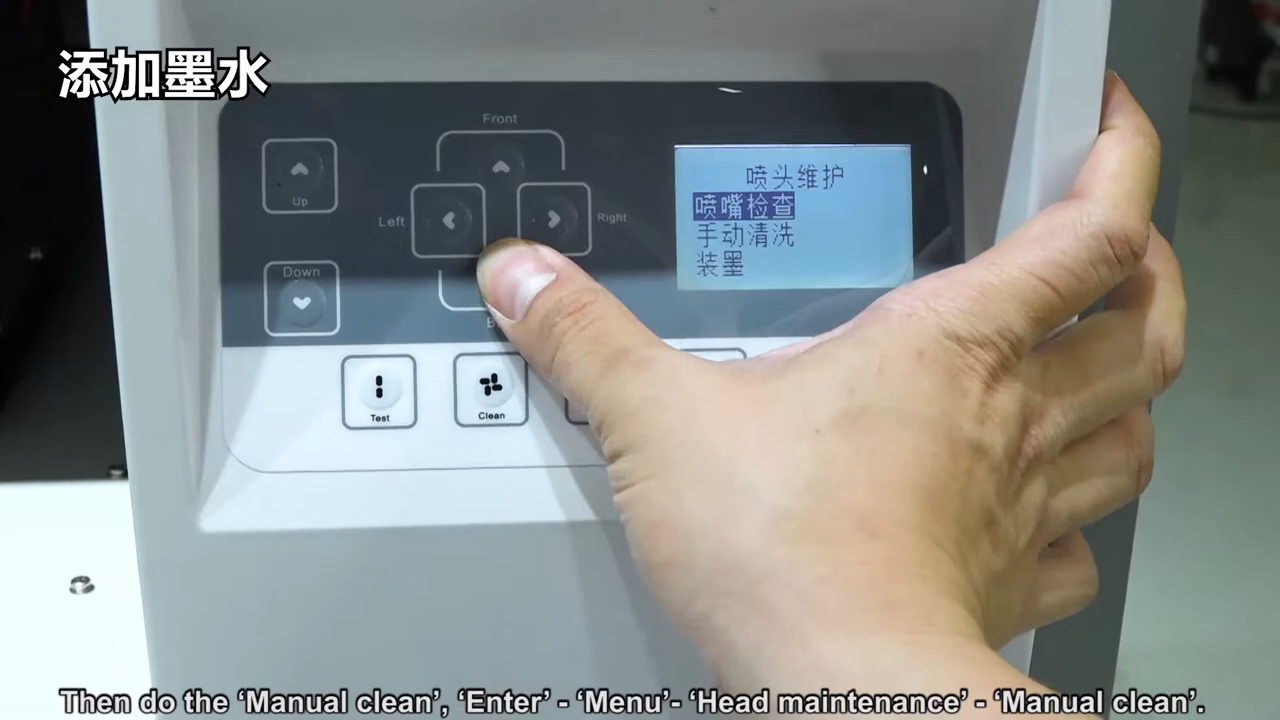 添加墨水
Front
Up
Left
Right
Down
喷头维护
喷嘴检查
手动清洗
装墨
Test
Clean
Then do the ‘Manual clean’, ‘Enter’ - ‘Menu’- ‘Head maintenance’ - ‘Manual clean’.